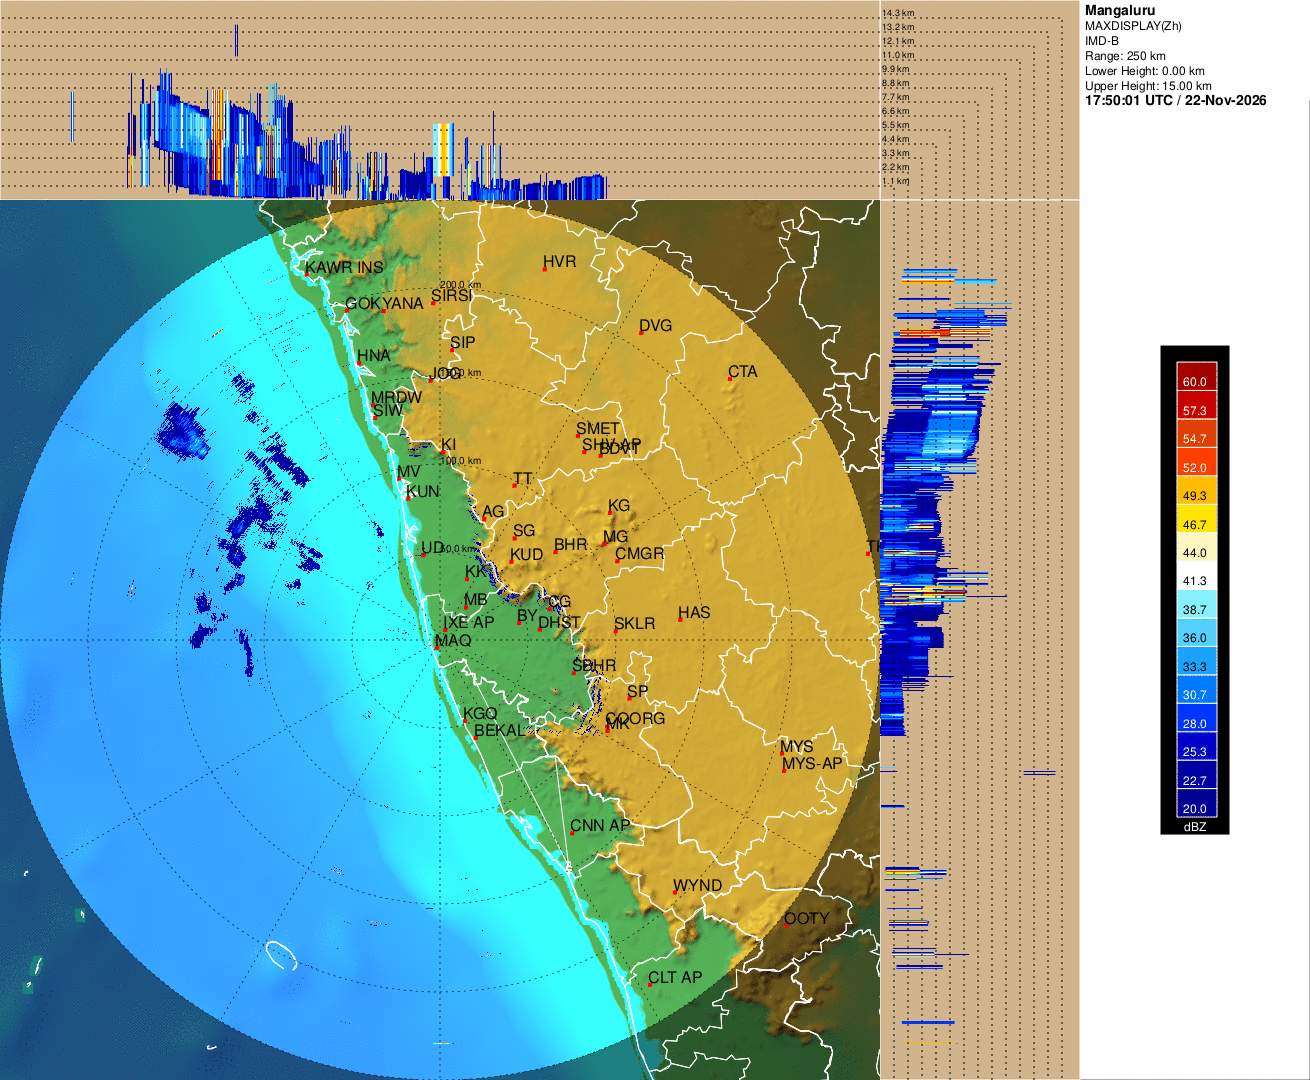 14.3 km
13.2 km
12.1 km
11.0 km
9.9 km
8.8 km
7.7 km
6.6 km
5.5 km
4.4 km
3.3 km
2.2 km
1.1 km
Mangaluru
MAXDISPLAY(Zh)
IMD-B
Range: 250 km
Lower Height: 0.00 km
Upper Height: 15.00 km
17:50:01 UTC / 22-Nov-2026
KAWR INS
HVR
200.0 km
SIRSI
GOKYANA
DVG
SIP
HNA
JOG
CTA
MRDW
SIW
SMET
SHV-AP
BDVT
KI
100.0 km
MV
TT
KUN
AG
KG
SG
MG
UD
50.0 km
BHR
KUD
CMGR
KK
MB
CG
IXE AP
BY
DHST
HAS
SKLR
MAQ
SDHR
SP
KGQ
COORG
MK
BEKAL
MYS
MYS-AP
CNN AP
WYND
OOTY
CLT AP
60.0
57.3
54.7
52.0
49.3
46.7
44.0
41.3
38.7
36.0
33.3
30.7
28.0
25.3
22.7
20.0
dBZ